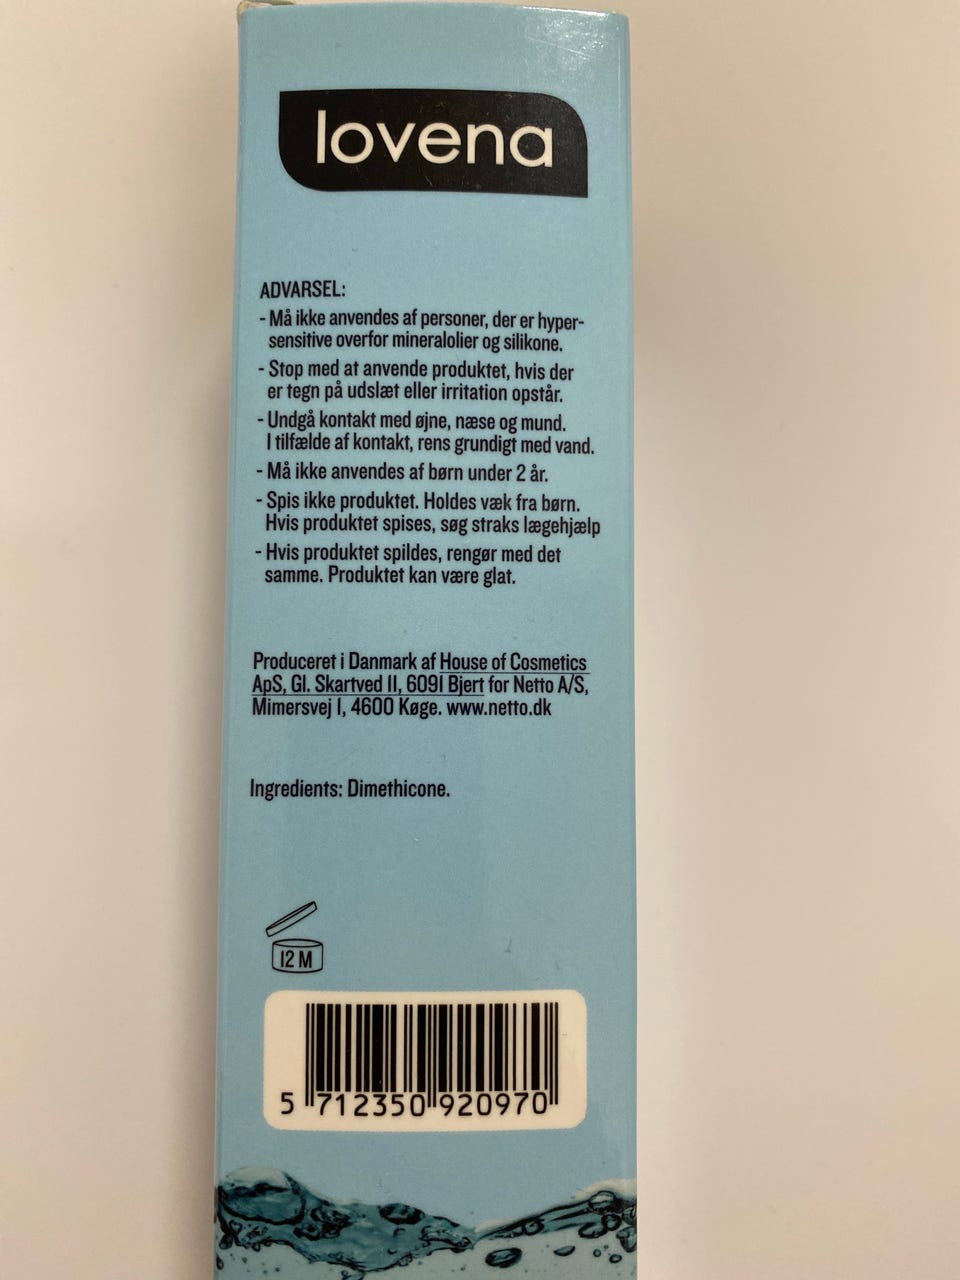 lovena
ADVARSEL:
- Må ikke anvendes af personer, der er hyper-
sensitive overfor mineralolier og silikone.
- Stop med at anvende produktet, hvis der
er tegn på udslæt eller irritation opstår.
- Undgå kontakt med øjne, næse og mund.
I tilfælde af kontakt, rens grundigt med vand.
- Må ikke anvendes af børn under 2 år.
- Spis ikke produktet. Holdes væk fra børn.
Hvis produktet spises, søg straks lægehjælp
- Hvis produktet spildes, rengør med det
samme. Produktet kan være glat.
Produceret i Danmark af House of Cosmetics
ApS, Gl. Skartved 11, 6091 Bjert for Netto A/S,
Mimersvej 1, 4600 Køge. www.netto.dk
Ingredients: Dimethicone.
12 M
5 712350 920970